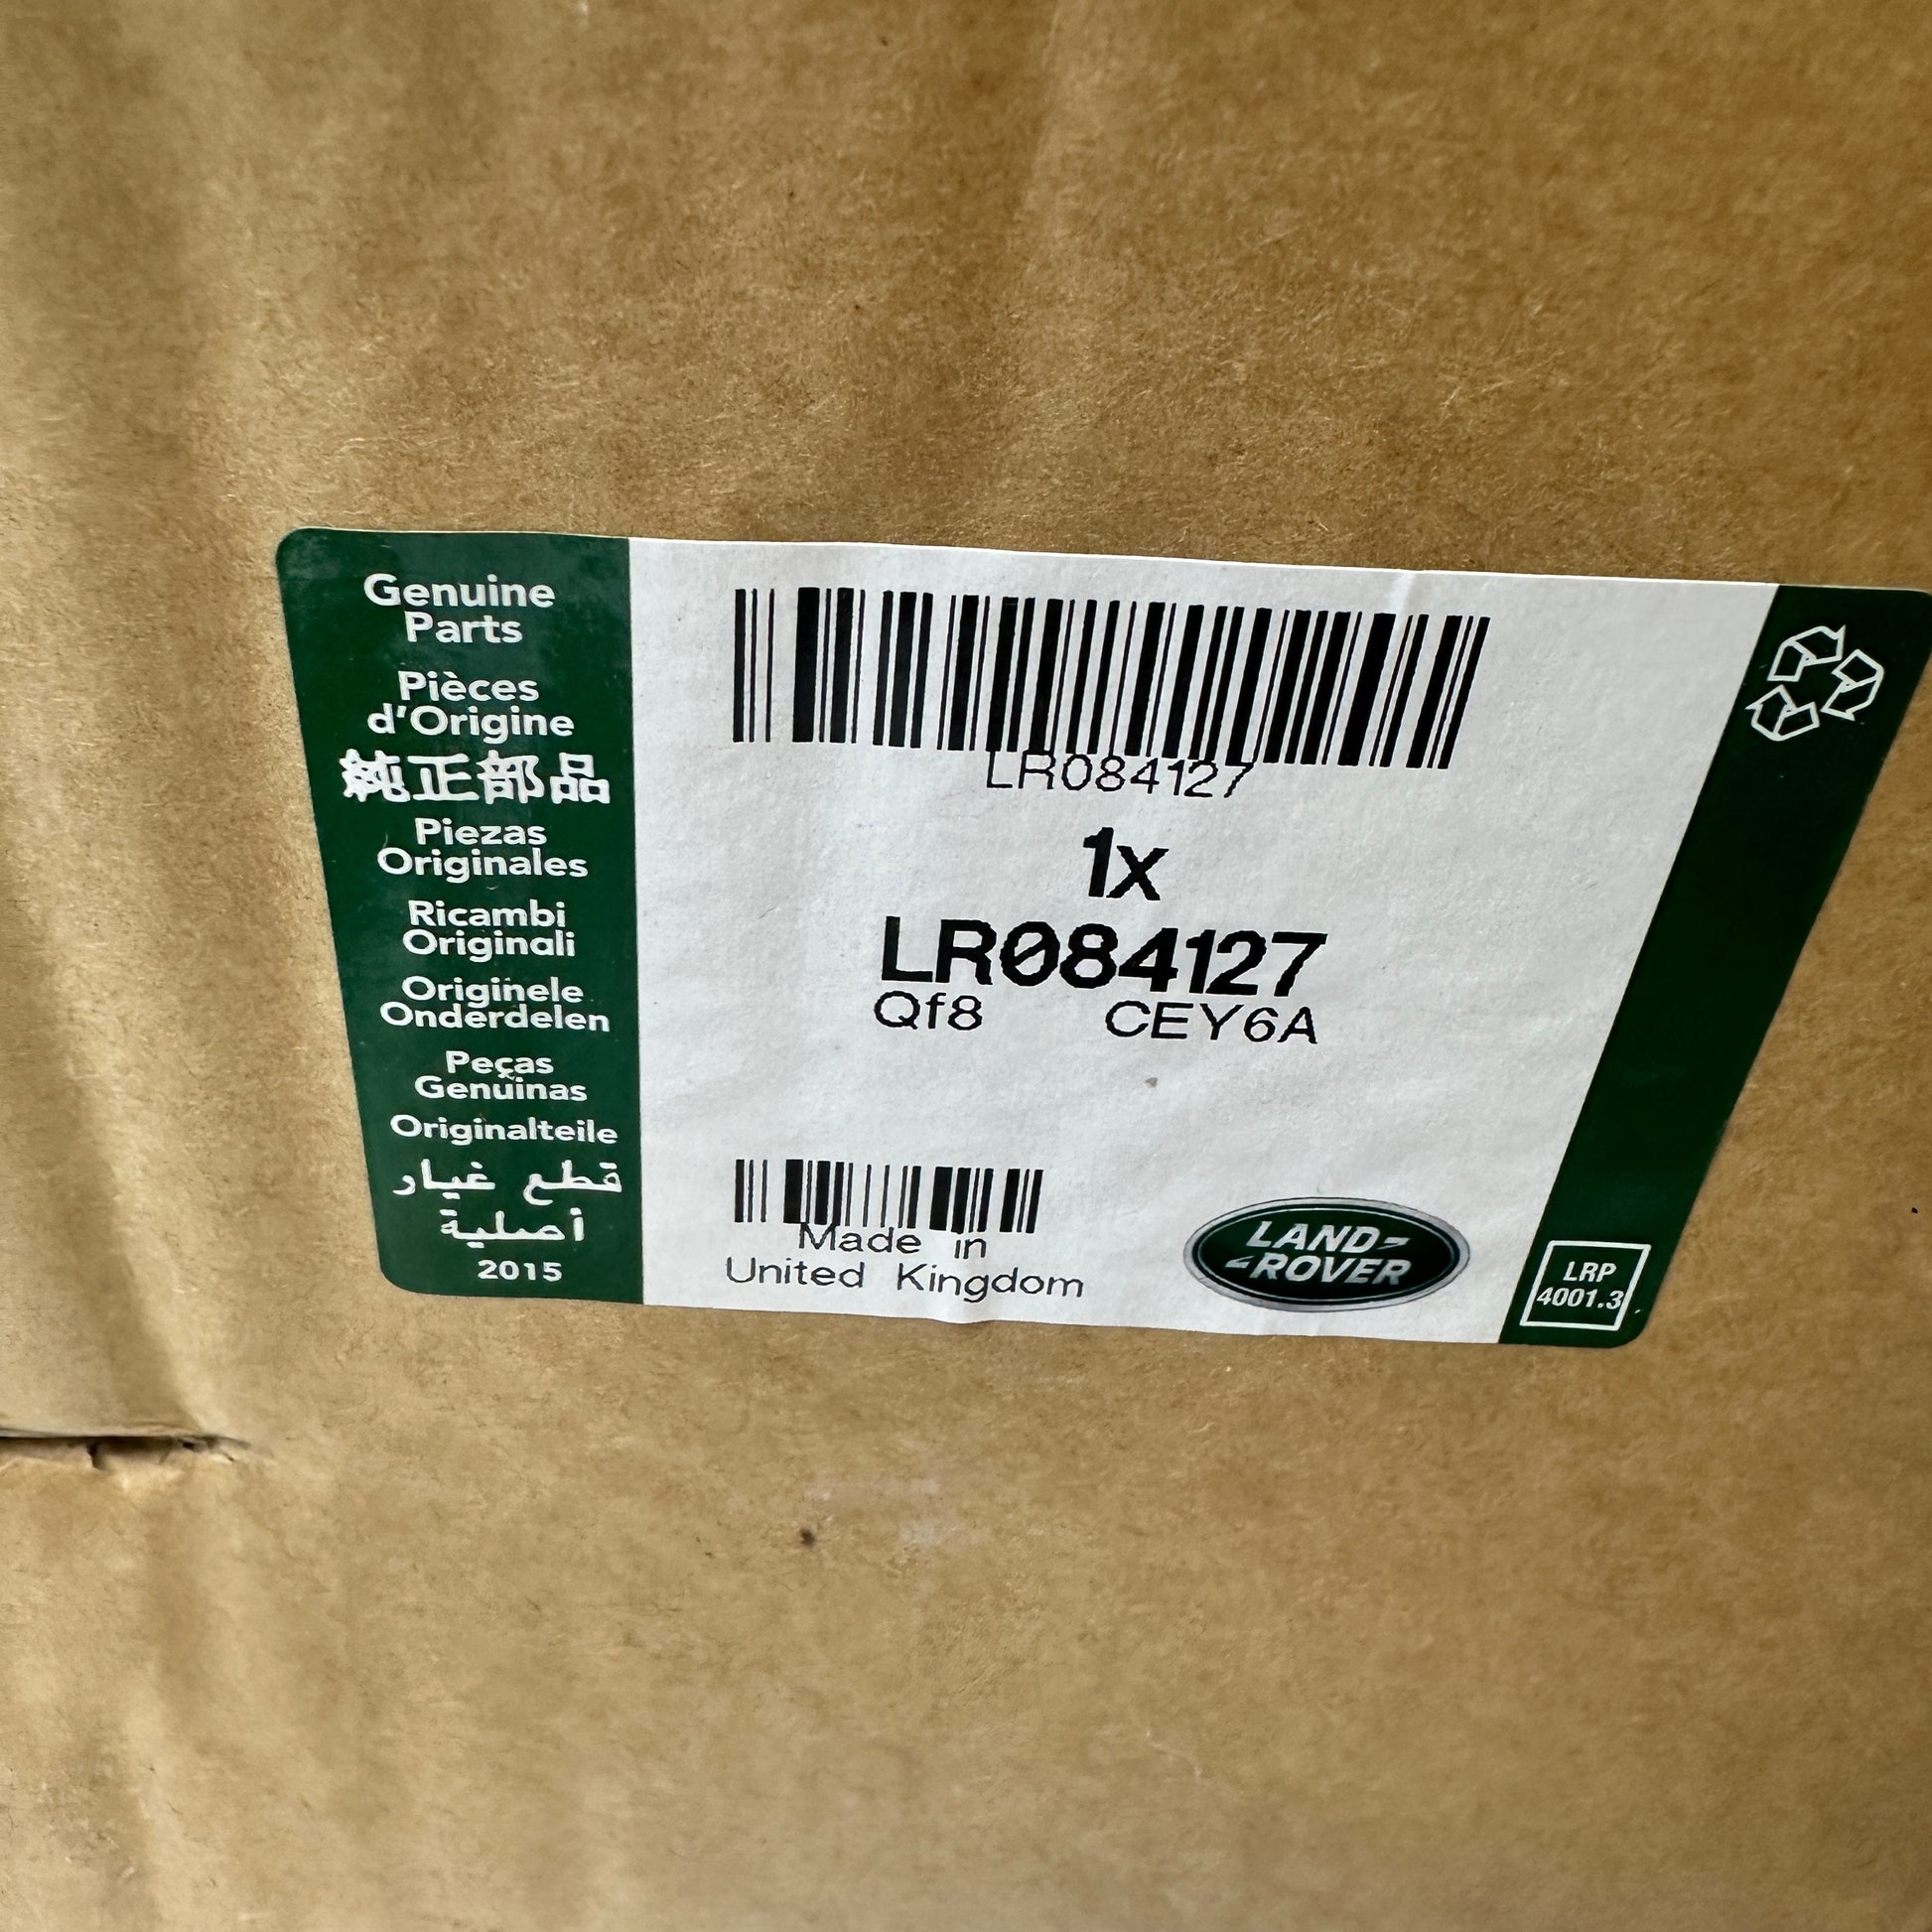 Genuine
Parts
Pièces
d'Origine
純正部品
Piezas
Originales
Ricambi
Originali
Originele
Onderdelen
Peças
Genuinas
Originalteile
قطع غيار
أصلية
2015
LR084127
1x
LR084127
Qf8 CEY6A
Made in
United Kingdom
LAND-
-ROVER
LRP
4001.3